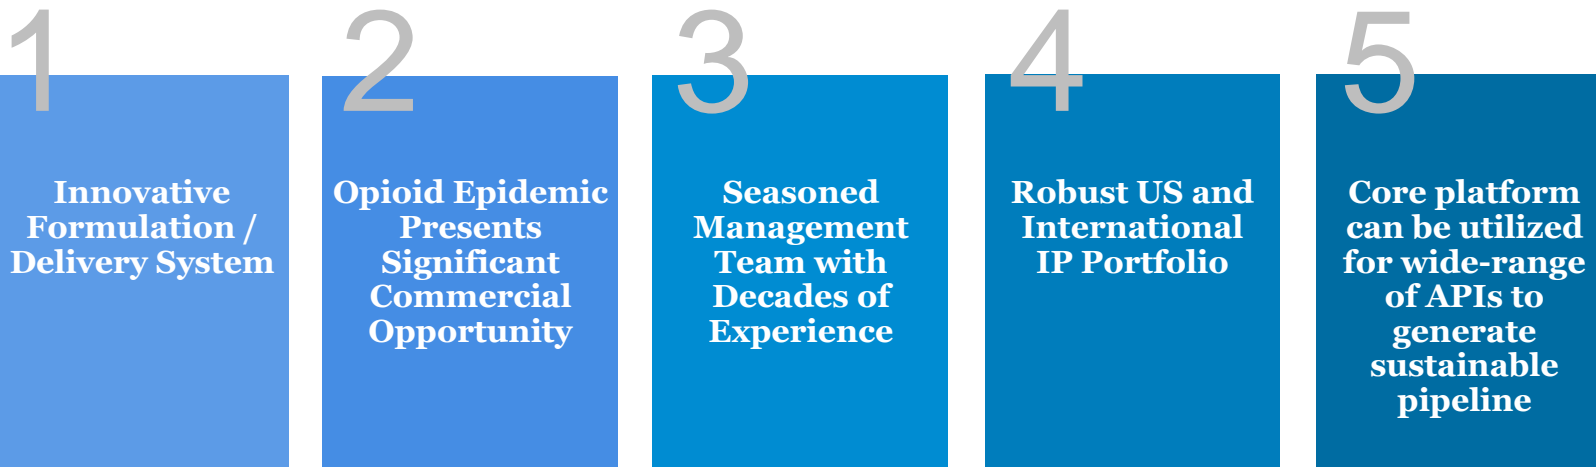 1
Innovative
Formulation /
Delivery System
2
Opioid Epidemic
Presents
Significant
Commercial
Opportunity
3
Seasoned
Management
Team with
Decades of
Experience
4
Robust US and
International
IP Portfolio
5
Core platform
can be utilized
for wide-range
of APIs to
generate
sustainable
pipeline